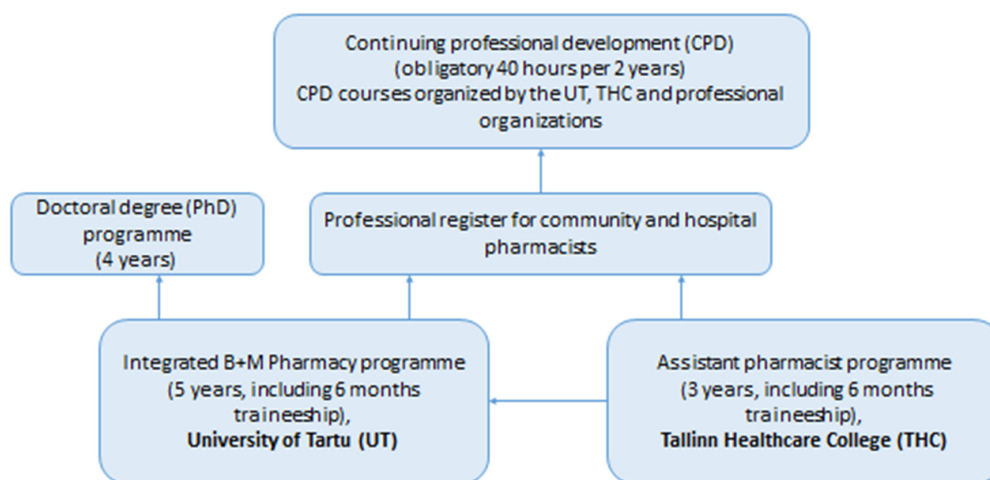 Continuing professional development (CPD)
(obligatory 40 hours per 2 years)
CPD courses organized by the UT, THC and professional
organizations
Doctoral degree (PhD)
programme
(4 years)
Professional register for community and hospital
pharmacists
Integrated B+M Pharmacy programme
(5 years, including 6 months
traineeship),
University of Tartu (UT)
Assistant pharmacist programme
(3 years, including 6 months
traineeship),
Tallinn Healthcare College (THC)